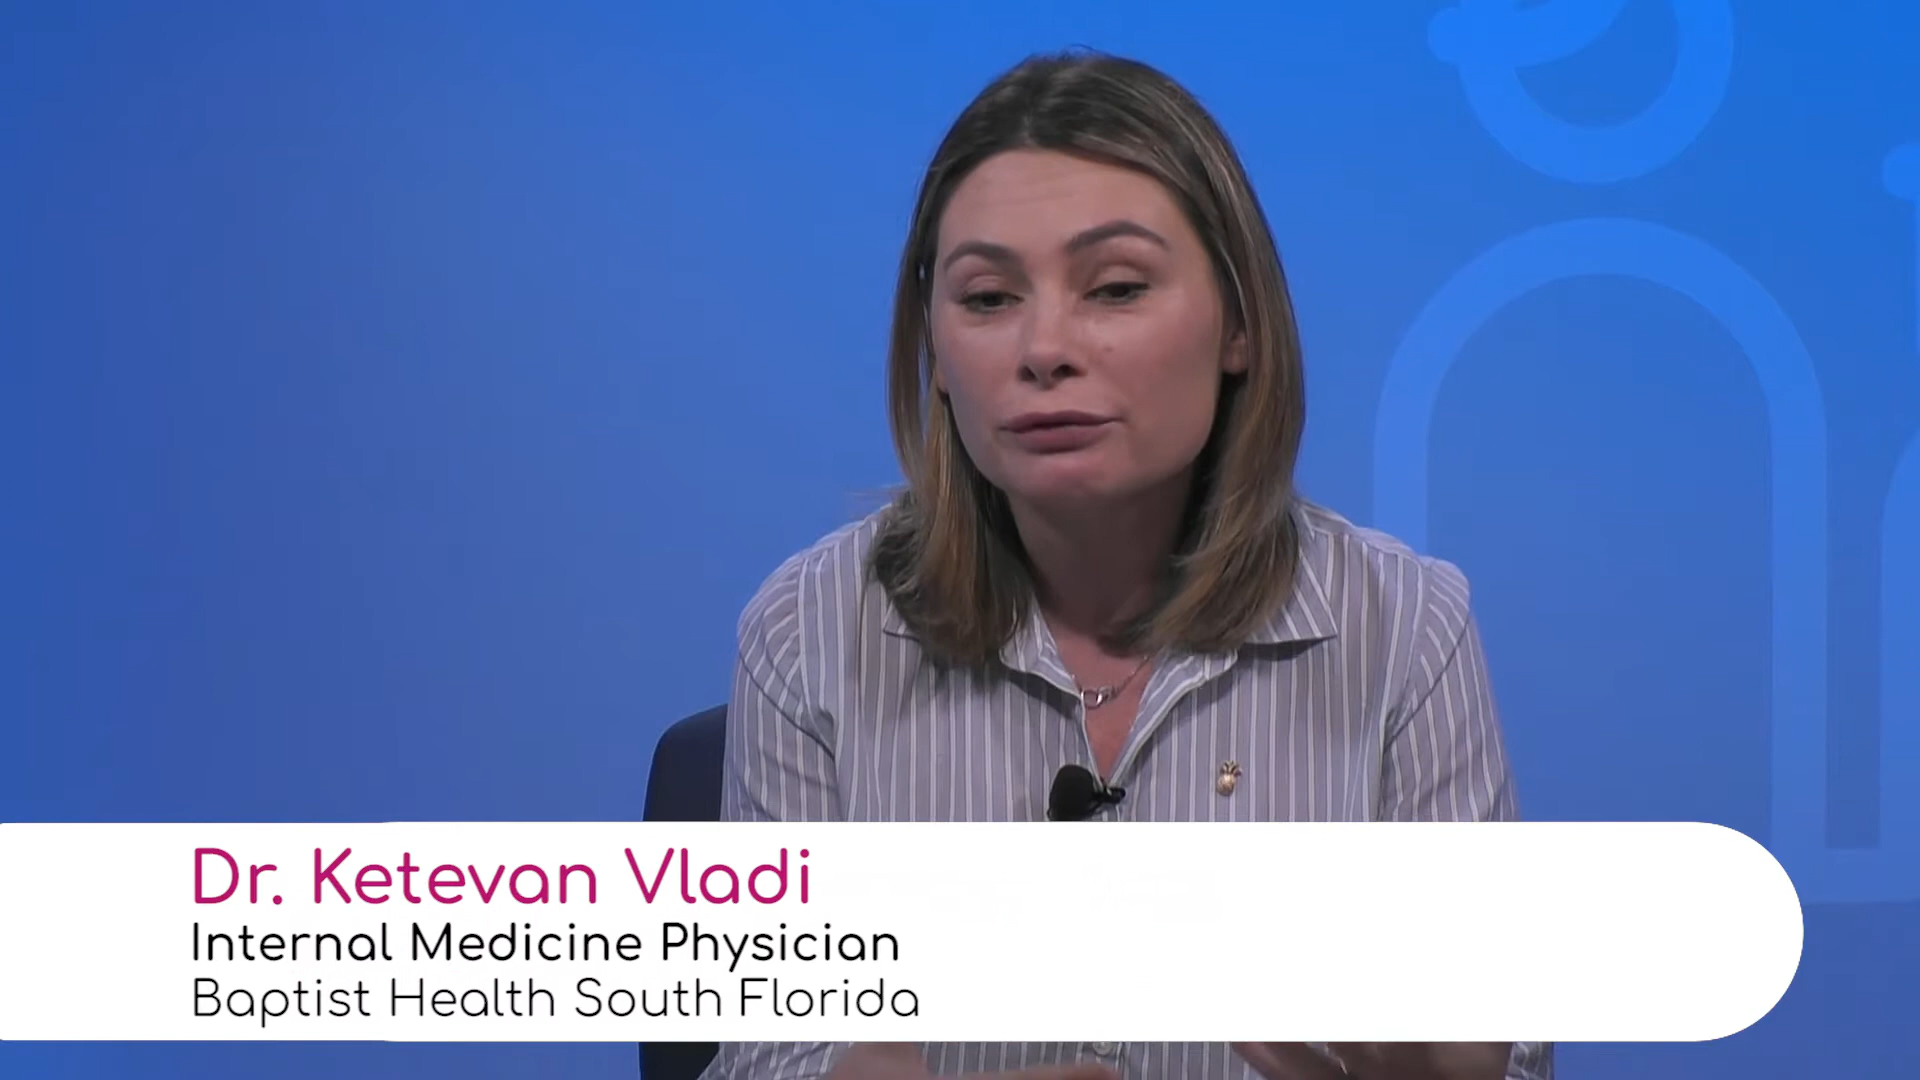 Dr. Ketevan Vladi
Internal Medicine Physician
Baptist Health South Florida